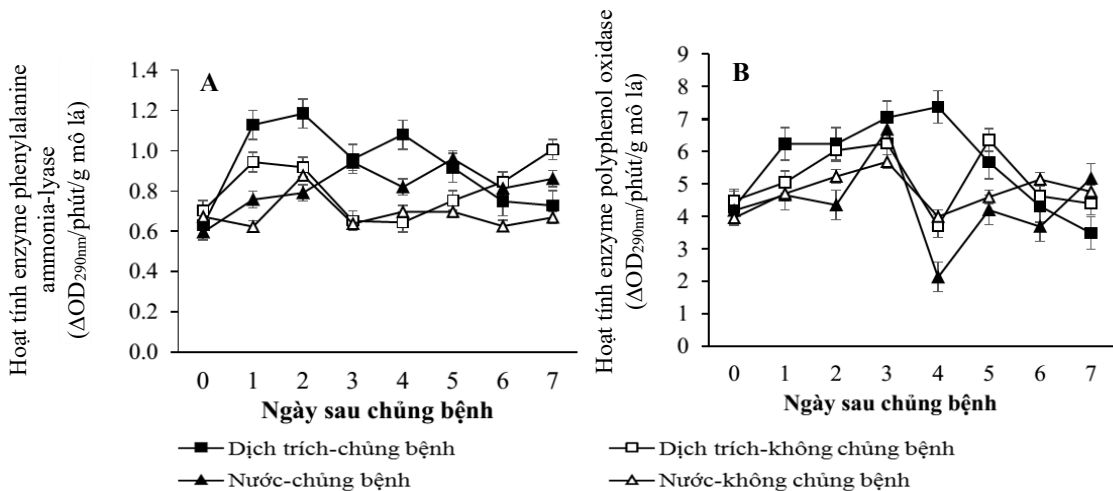 Hoạt tính enzyme phenylalanine
ammonia-lyase
(ΔOD290nm/phút/g mô lá)
A
1.4
1.2
1.0
0.8
0.6
0.4
0.2
0.0
0 1 2 3 4 5 6 7
Ngày sau chủng bệnh
Hoạt tính enzyme polyphenol oxidase
(ΔOD290nm/phút/g mô lá)
B
9
8
7
6
5
4
3
2
1
0
0 1 2 3 4 5 6 7
Ngày sau chủng bệnh
Dịch trích-chủng bệnh
Dịch trích-không chủng bệnh
Nước-chủng bệnh
Nước-không chủng bệnh